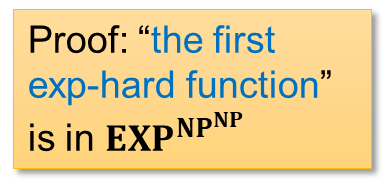 Proof: “the first
exp-hard function”
is in EXP^NP^NP